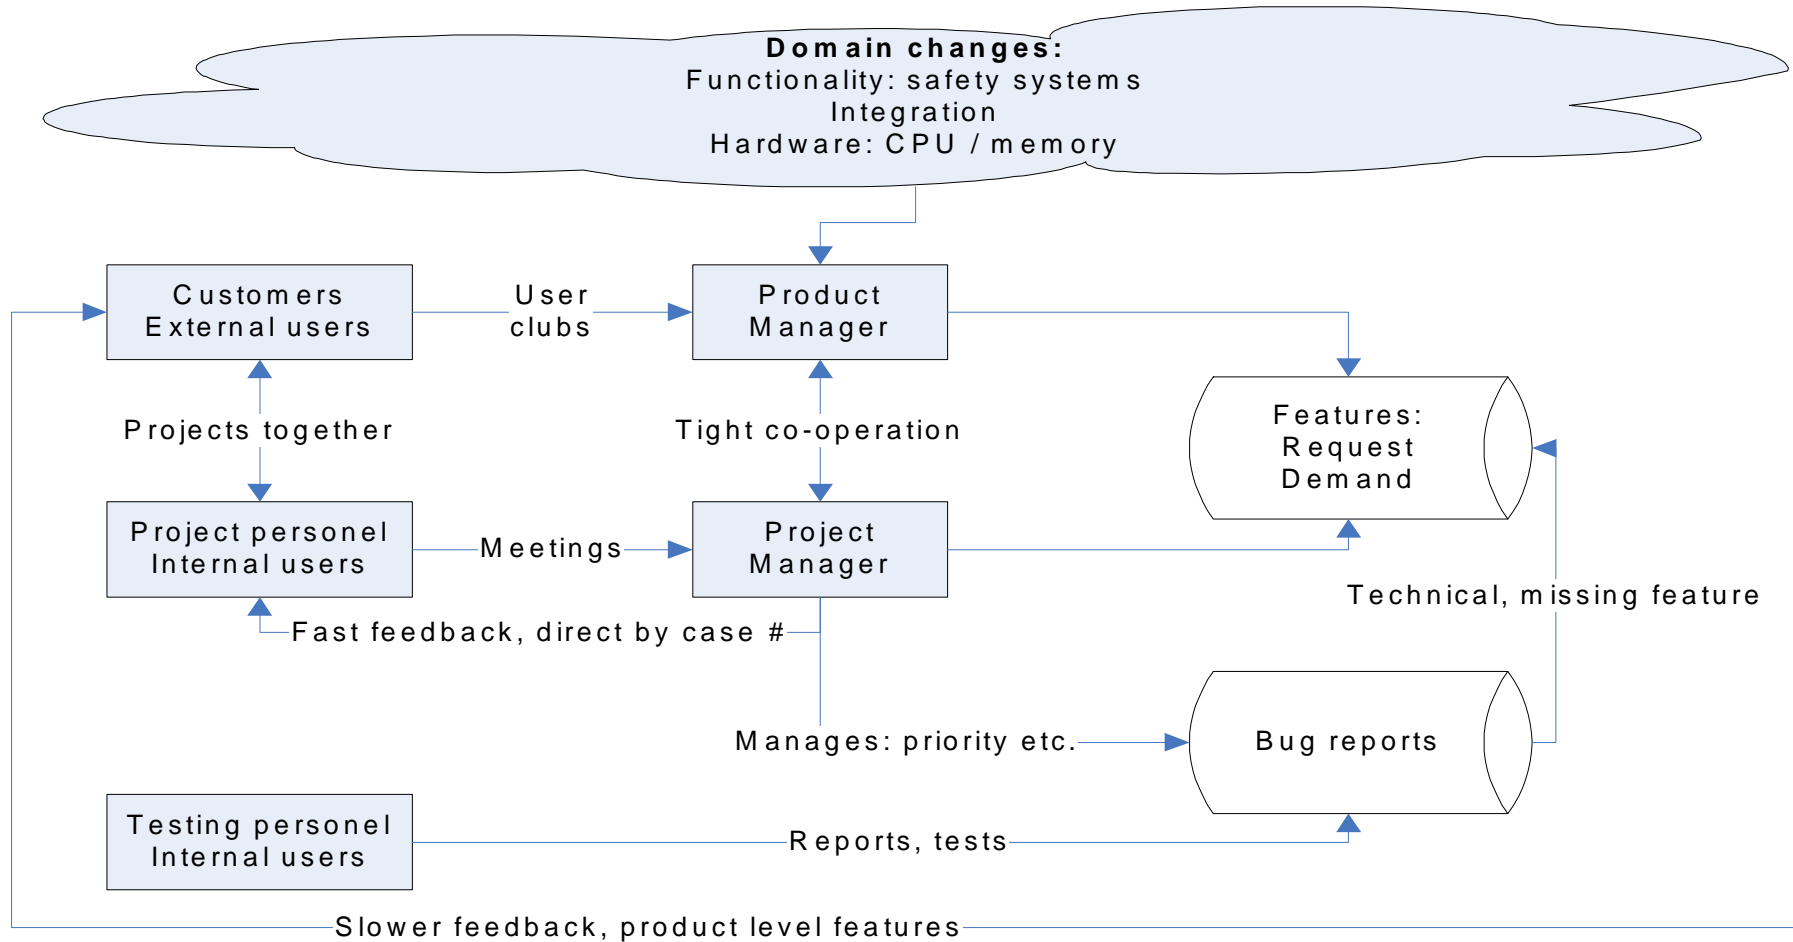 Domain changes:
Functionality: safety systems
Integration
Hardware: CPU / memory
Customers
External users
User
clubs
Product
Manager
Projects together
Tight co-operation
Features:
Request
Demand
Project personel
Internal users
Meetings
Project
Manager
Technical, missing feature
Fast feedback, direct by case #
Manages: priority etc.
Bug reports
Testing personel
Internal users
Reports, tests
Slower feedback, product level features